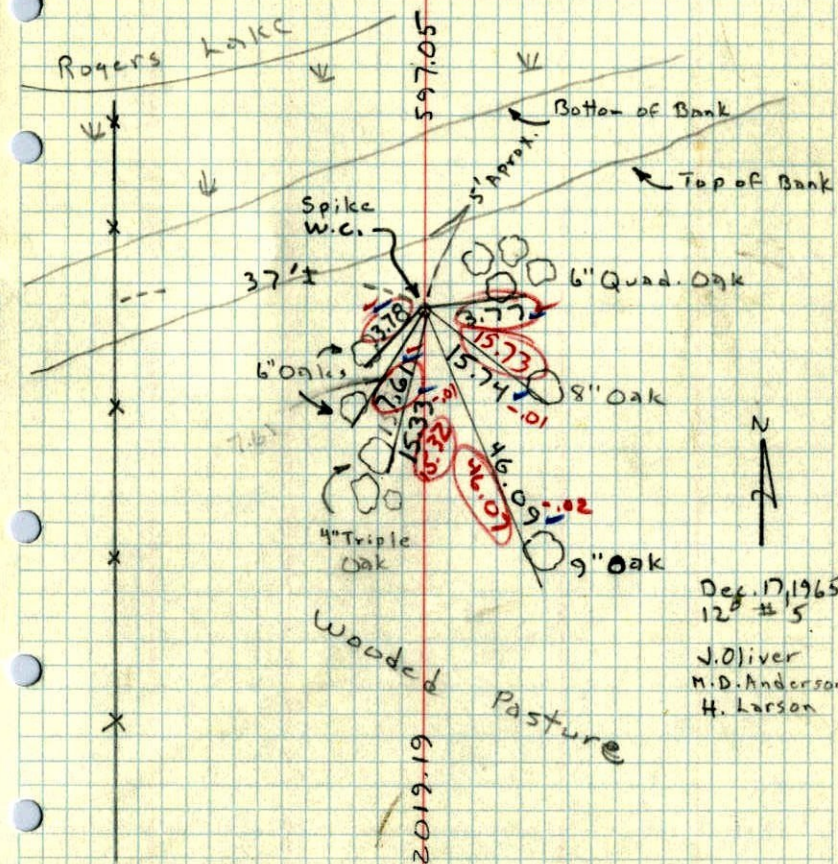 Rogers Lake
597.05
Bottom of Bank
5' Aprox.
Top of Bank
Spike
W.C.
37'±
6" Quad. Oak
3.77
3.78
15.73
15.74
-.01
8" Oak
6" Oaks
7.61
7.61
15.33
-.01
15.32
46.09
-.02
46.07
9" Oak
4" Triple
Oak
N
Dec. 17, 1965
12° # 5
J. Oliver
M.D. Anderson
H. Larson
Wooded Pasture
2019.19